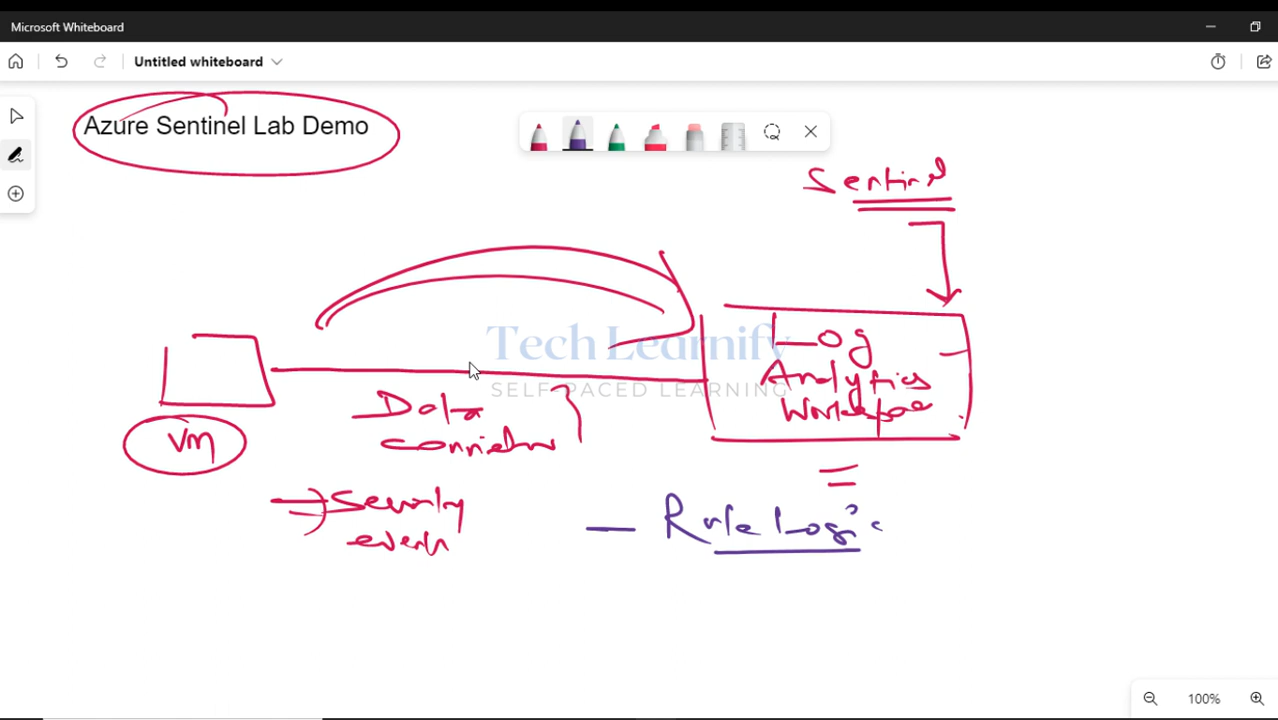 Microsoft Whiteboard
Untitled whiteboard
Azure Sentinel Lab Demo
Sentinel
Log
Analytics
Workspace
Tech Learnify
SELF-PACED LEARNING
Data
connector
VM
Security
events
Rule Logic
100%